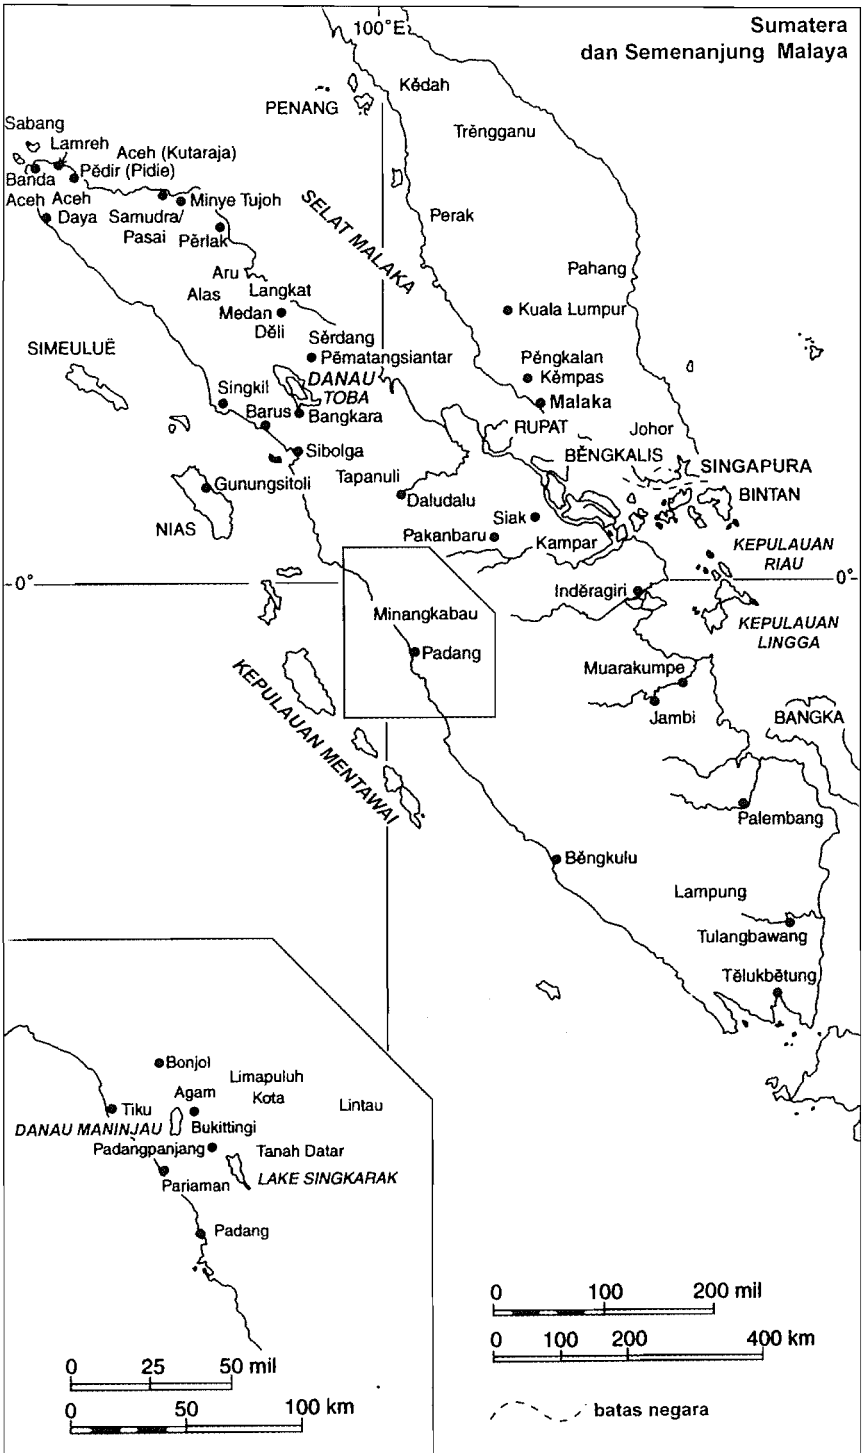 Sumatera
dan Semenanjung Malaya
100°E
Kĕdah
PENANG
Trĕngganu
Sabang
Lamreh
Aceh (Kutaraja)
Pĕdir (Pidie)
Banda
Aceh
Aceh
Daya
Minye Tujoh
Samudra/
Pasai
Pĕrlak
SELAT MALAKA
Perak
Pahang
Aru
Alas
Langkat
Medan
Dĕli
Kuala Lumpur
SIMEULUË
Sĕrdang
Pĕmatangsiantar
DANAU
TOBA
Pĕngkalan
Kĕmpas
Singkil
Barus
Bangkara
Malaka
RUPAT
Johor
Sibolga
BĔNGKALIS
SINGAPURA
Tapanuli
Gunungsitoli
Daludalu
BINTAN
NIAS
Siak
Pakanbaru
Kampar
KEPULAUAN
RIAU
0°
0°
Indĕragiri
Minangkabau
KEPULAUAN
LINGGA
Padang
Muarakumpe
KEPULAUAN MENTAWAI
Jambi
BANGKA
Palembang
Bĕngkulu
Lampung
Tulangbawang
Tĕlukbĕtung
Bonjol
Limapuluh
Kota
Agam
Lintau
Tiku
DANAU MANINJAU
Bukittingi
Padangpanjang
Tanah Datar
Pariaman
LAKE SINGKARAK
Padang
0 100 200 mil
0 100 200 400 km
0 25 50 mil
0 50 100 km
batas negara